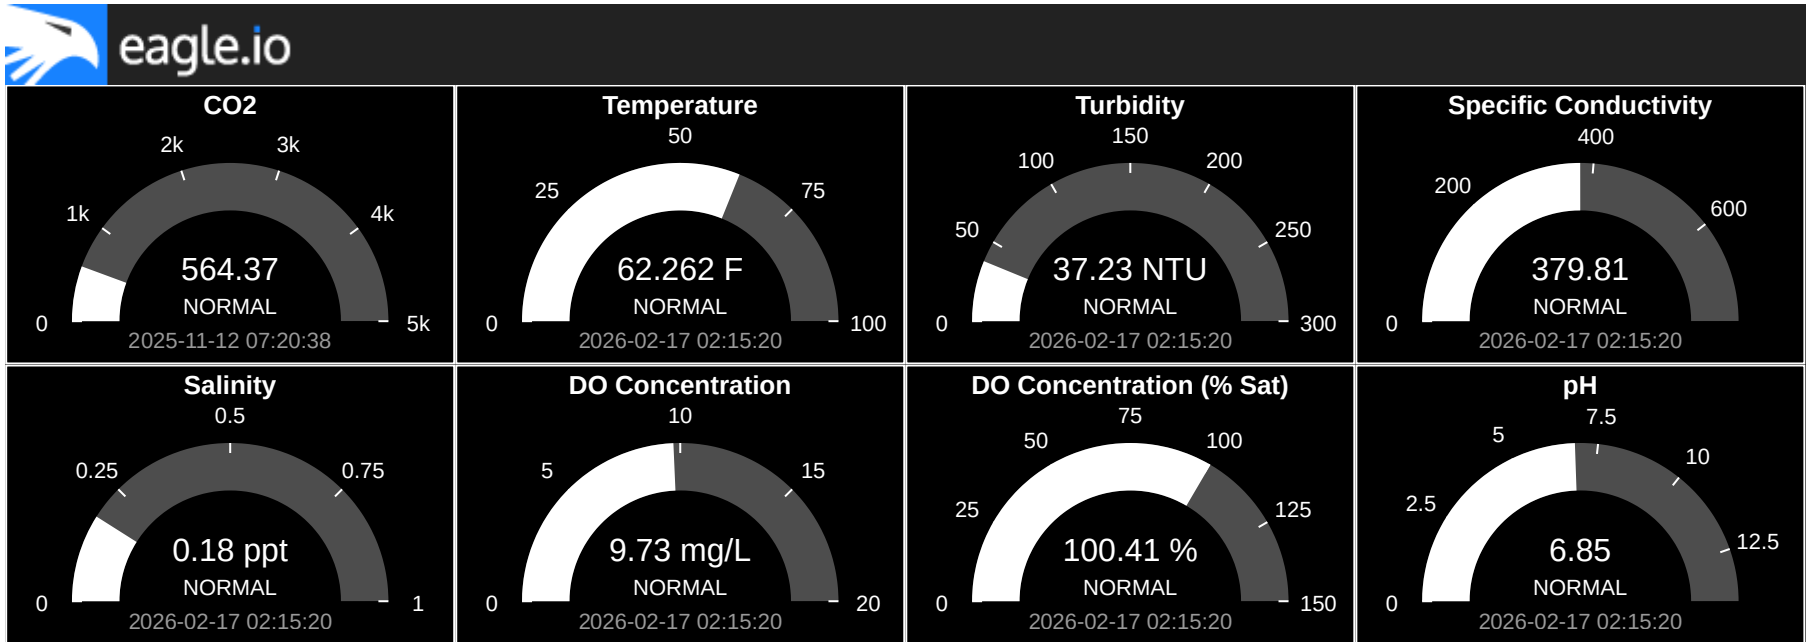 eagle.io
CO2
0
1k
2k
3k
4k
5k
564.37
NORMAL
2025-11-12 07:20:38
Temperature
0
25
50
75
100
62.262 F
NORMAL
2026-02-17 02:15:20
Turbidity
0
50
100
150
200
250
300
37.23 NTU
NORMAL
2026-02-17 02:15:20
Specific Conductivity
0
200
400
600
379.81
NORMAL
2026-02-17 02:15:20
Salinity
0
0.25
0.5
0.75
1
0.18 ppt
NORMAL
2026-02-17 02:15:20
DO Concentration
0
5
10
15
20
9.73 mg/L
NORMAL
2026-02-17 02:15:20
DO Concentration (% Sat)
0
25
50
75
100
125
150
100.41 %
NORMAL
2026-02-17 02:15:20
pH
0
2.5
5
7.5
10
12.5
6.85
NORMAL
2026-02-17 02:15:20